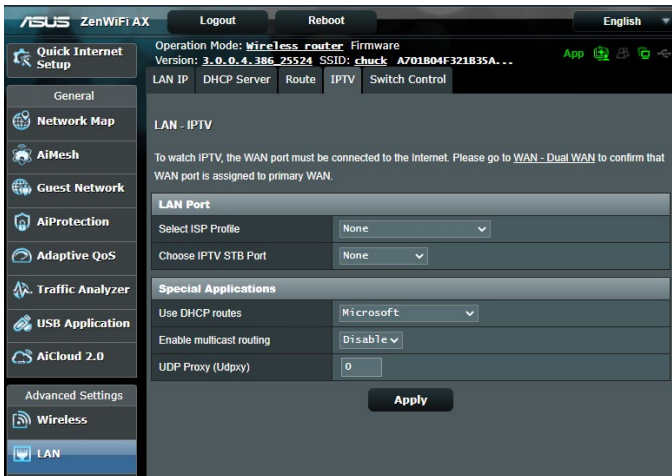 ASUS ZenWiFi AX
Logout
Reboot
English
Quick Internet
Setup
General
Network Map
AiMesh
Guest Network
AiProtection
Adaptive QoS
Traffic Analyzer
USB Application
AiCloud 2.0
Advanced Settings
Wireless
LAN
Operation Mode: Wireless router Firmware
Version: 3.0.0.4.386_25524 SSID: chuck A701B04F321B35A...
App
LAN IP DHCP Server Route IPTV Switch Control
LAN - IPTV
To watch IPTV, the WAN port must be connected to the Internet. Please go to WAN - Dual WAN to confirm that
WAN port is assigned to primary WAN.
LAN Port
Select ISP Profile None
Choose IPTV STB Port None
Special Applications
Use DHCP routes Microsoft
Enable multicast routing Disable
UDP Proxy (Udpxy) 0
Apply